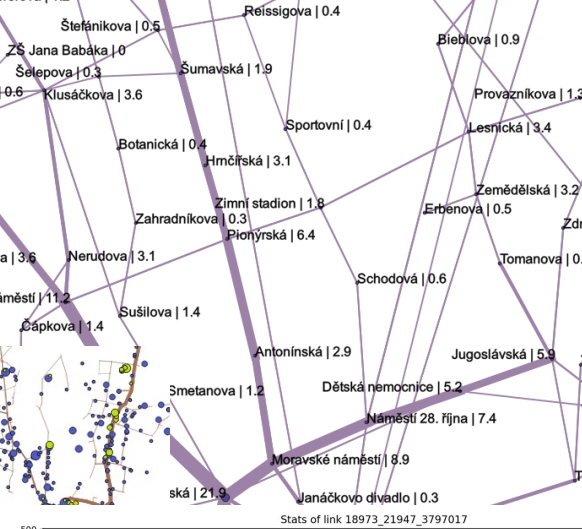 Reissigova | 0.4
Štefánikova | 0.5
Bieblova | 0.9
ZŠ Jana Babáka | 0
Šelepova | 0.3
Šumavská | 1.9
| 0.6
Klusáčkova | 3.6
Provazníkova | 1.3
Sportovní | 0.4
Lesnická | 3.4
Botanická | 0.4
Hrnčířská | 3.1
Zemědělská | 3.2
Zimní stadion | 1.8
Erbenova | 0.5
Zahradníkova | 0.3
Pionýrská | 6.4
a | 3.6
Nerudova | 3.1
Tomanova | 0.
Schodová | 0.6
městí | 11.2
Sušilova | 1.4
Čápkova | 1.4
Antonínská | 2.9
Jugoslávská | 5.9
Dětská nemocnice | 5.2
Smetanova | 1.2
Náměstí 28. října | 7.4
Moravské náměstí | 8.9
ská | 21.9
Janáčkovo divadlo | 0.3
Stats of link 18973_21947_3797017
500